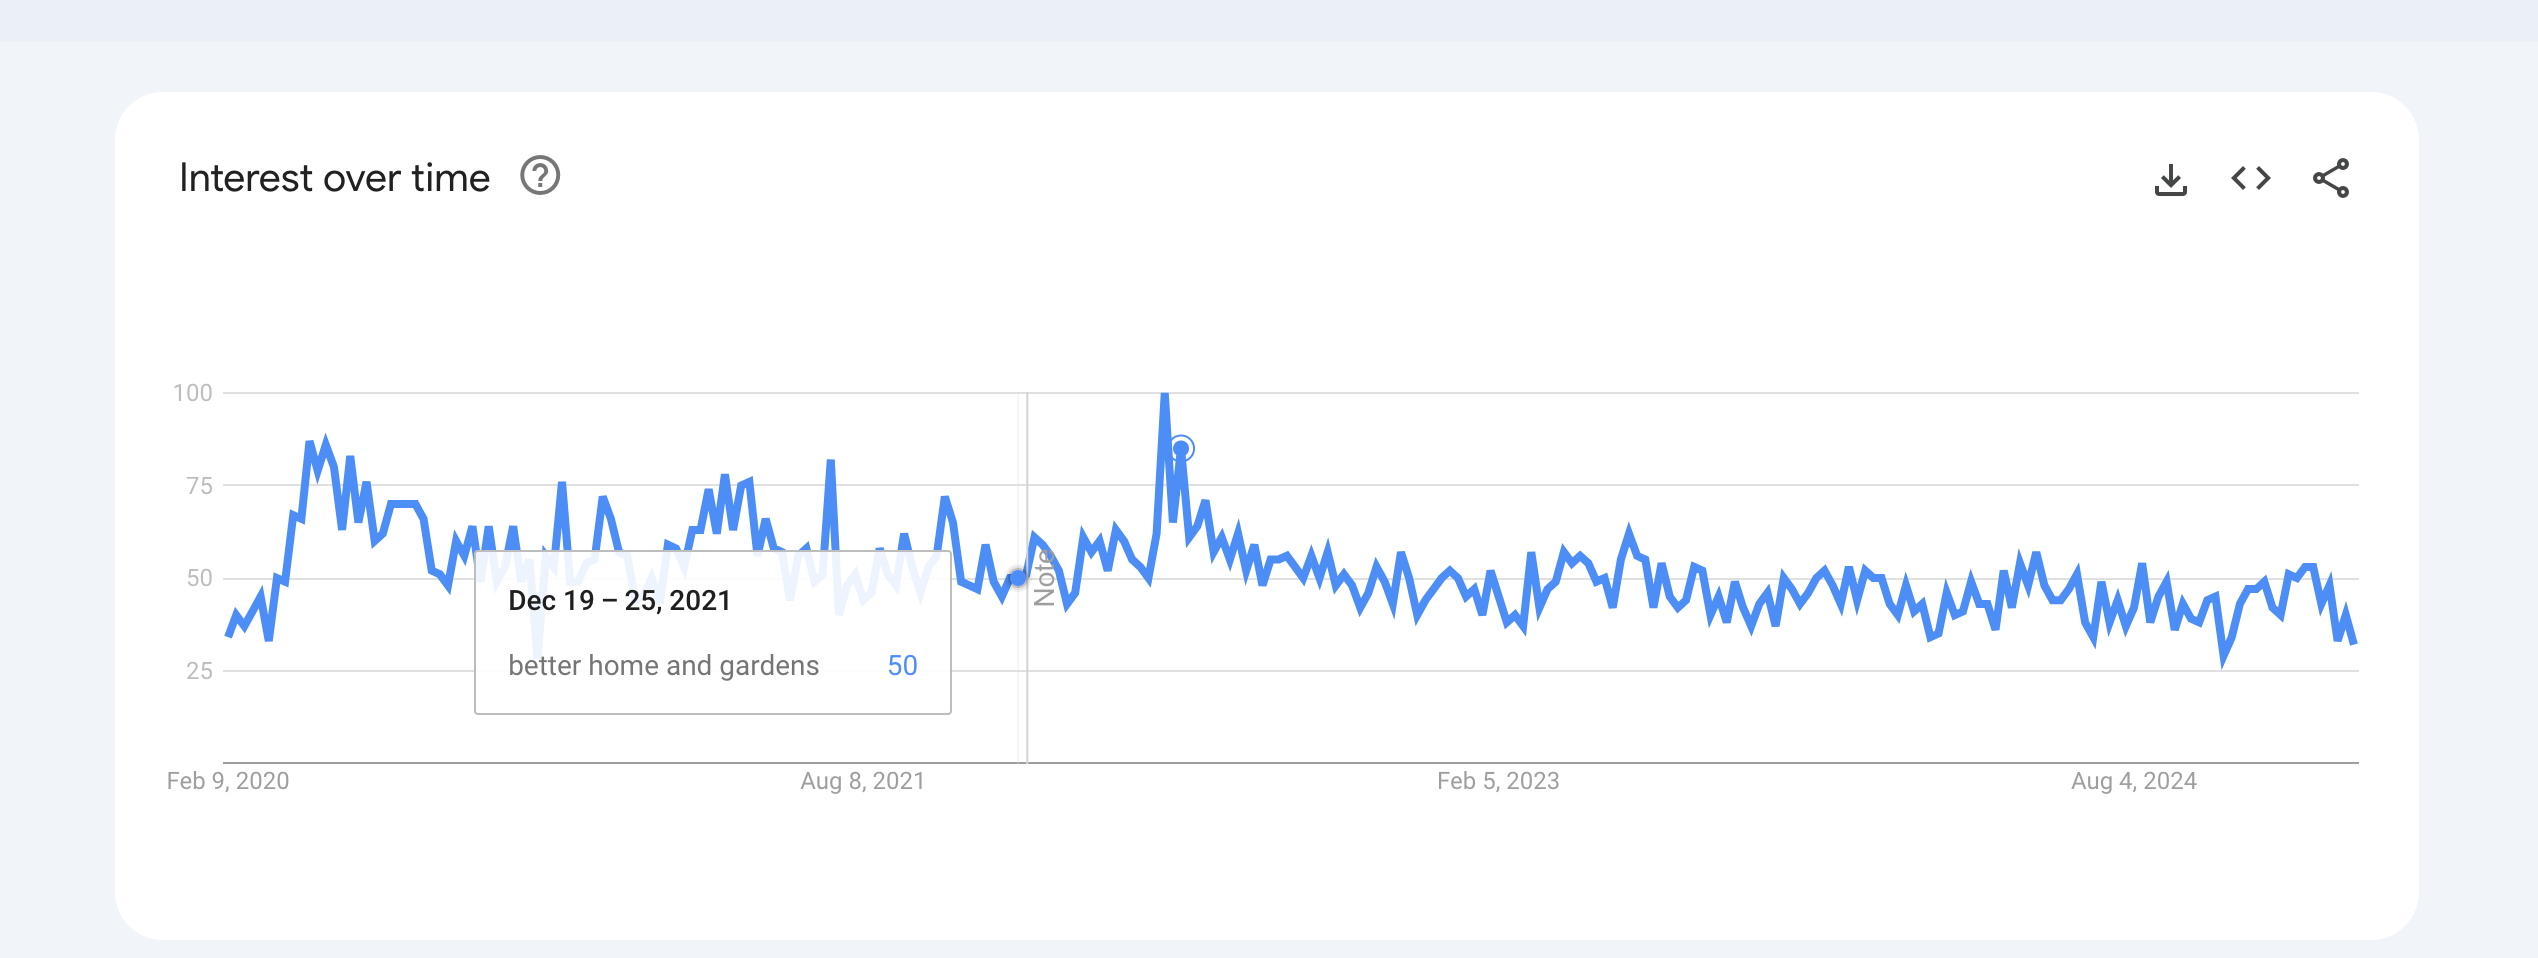 Interest over time
100
75
50
25
Note
Dec 19 – 25, 2021
better home and gardens 50
Feb 9, 2020 Aug 8, 2021 Feb 5, 2023 Aug 4, 2024